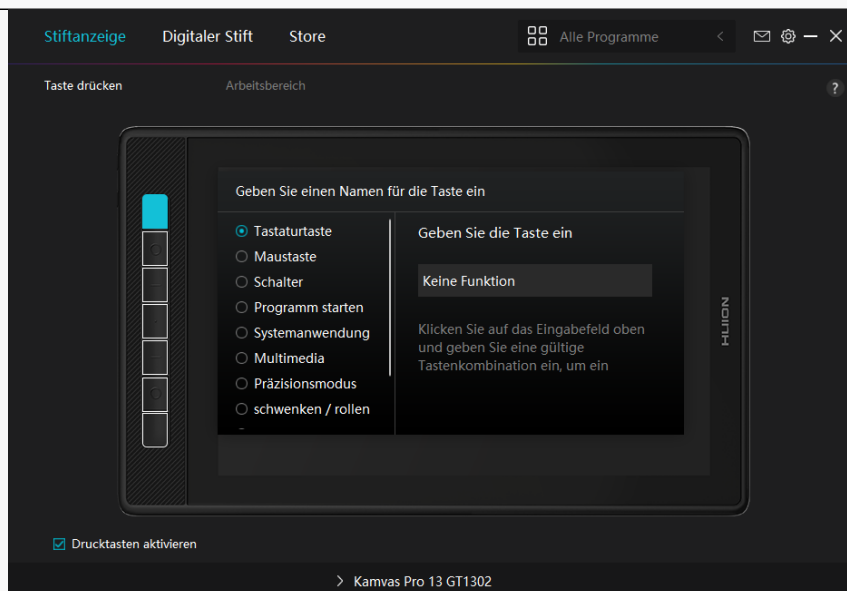 Stiftanzeige Digitaler Stift Store Alle Programme
Taste drücken Arbeitsbereich ?
Geben Sie einen Namen für die Taste ein
Tastaturtaste
Maustaste
Schalter
Programm starten
Systemanwendung
Multimedia
Präzisionsmodus
schwenken / rollen
Geben Sie die Taste ein
Keine Funktion
Klicken Sie auf das Eingabefeld oben
und geben Sie eine gültige
Tastenkombination ein, um ein
HUION
Drucktasten aktivieren
Kamvas Pro 13 GT1302